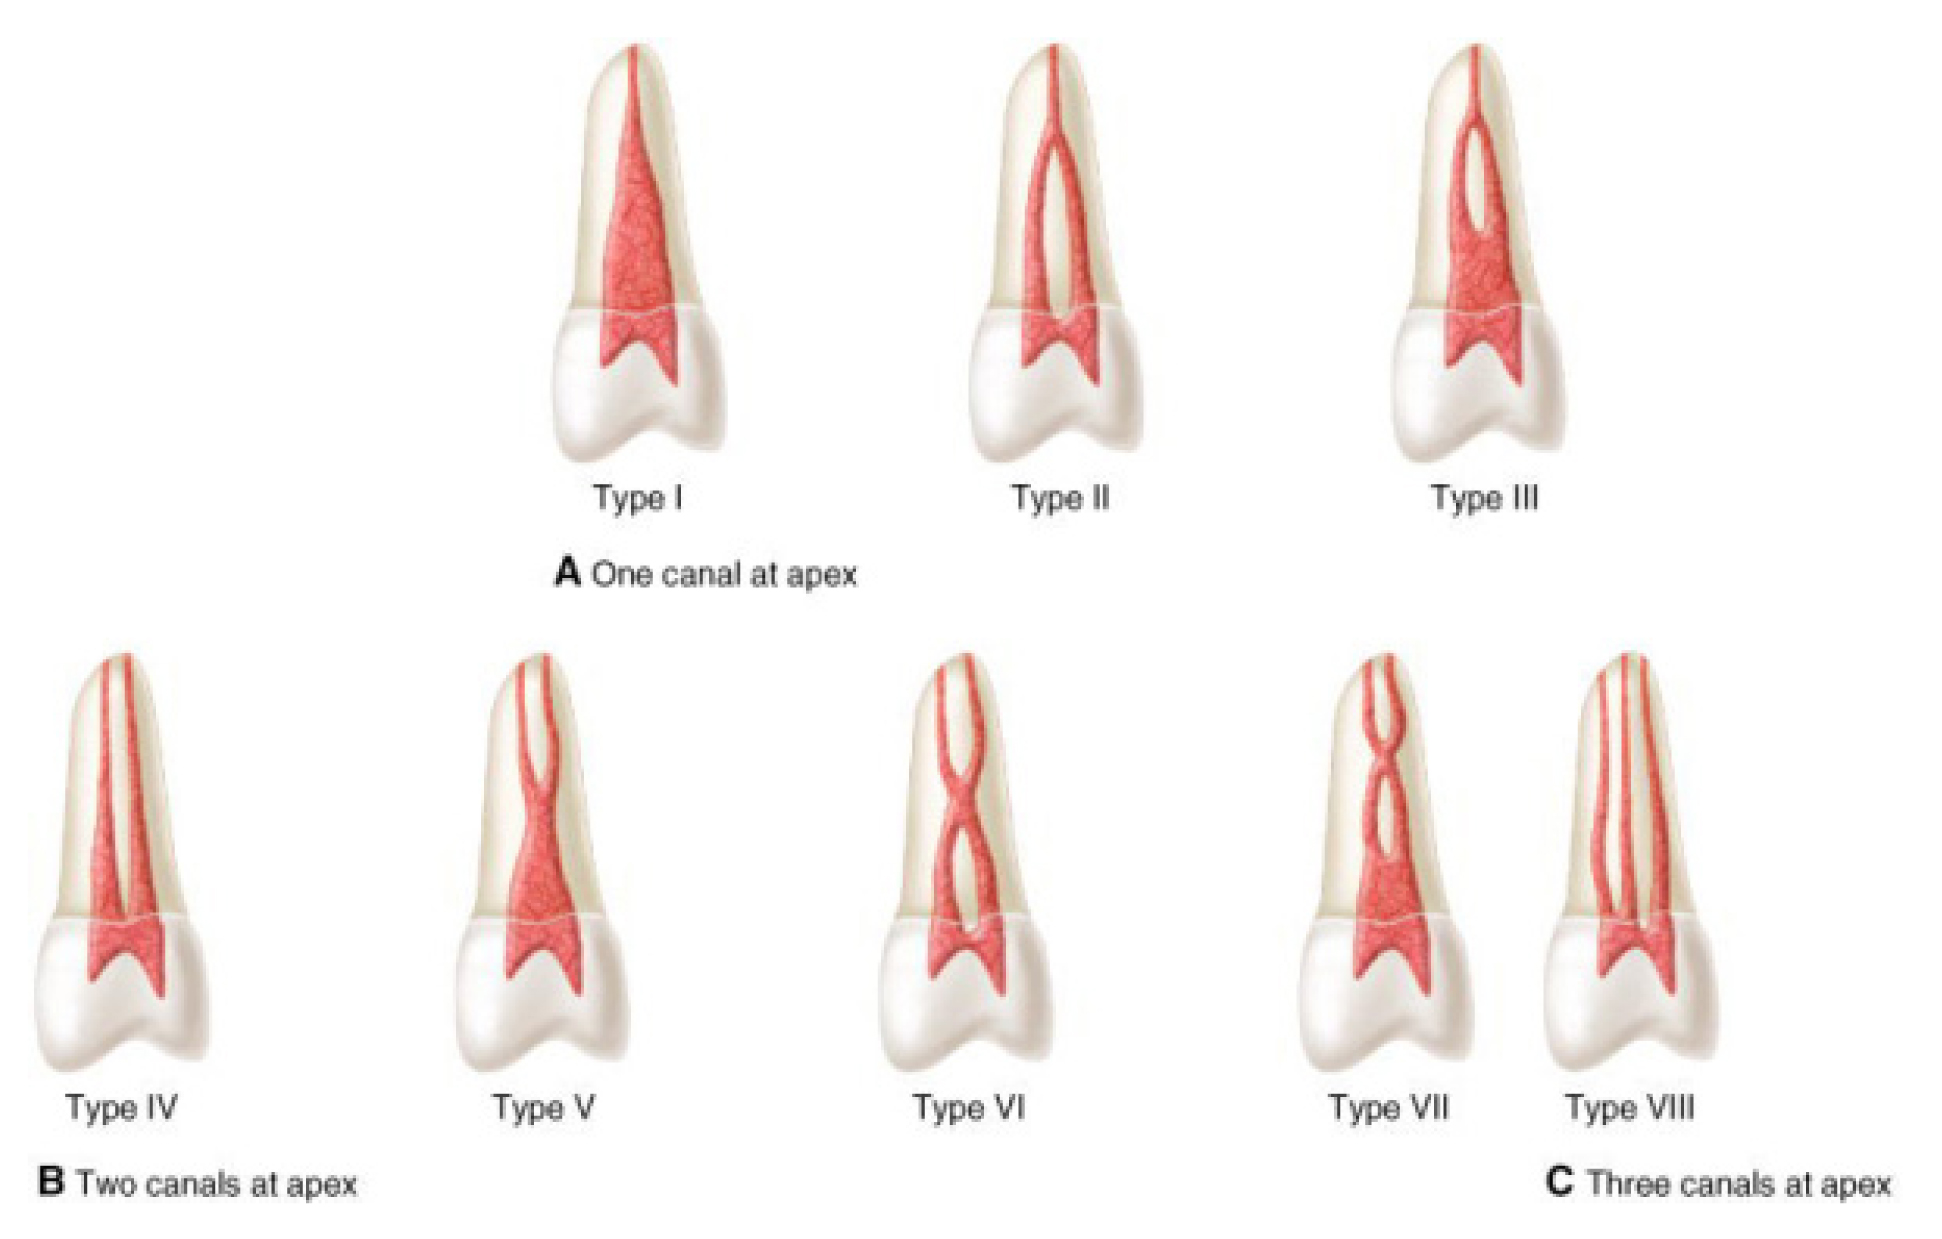 Type I
Type II
Type III
A One canal at apex
Type IV
Type V
Type VI
Type VII
Type VIII
B Two canals at apex
C Three canals at apex